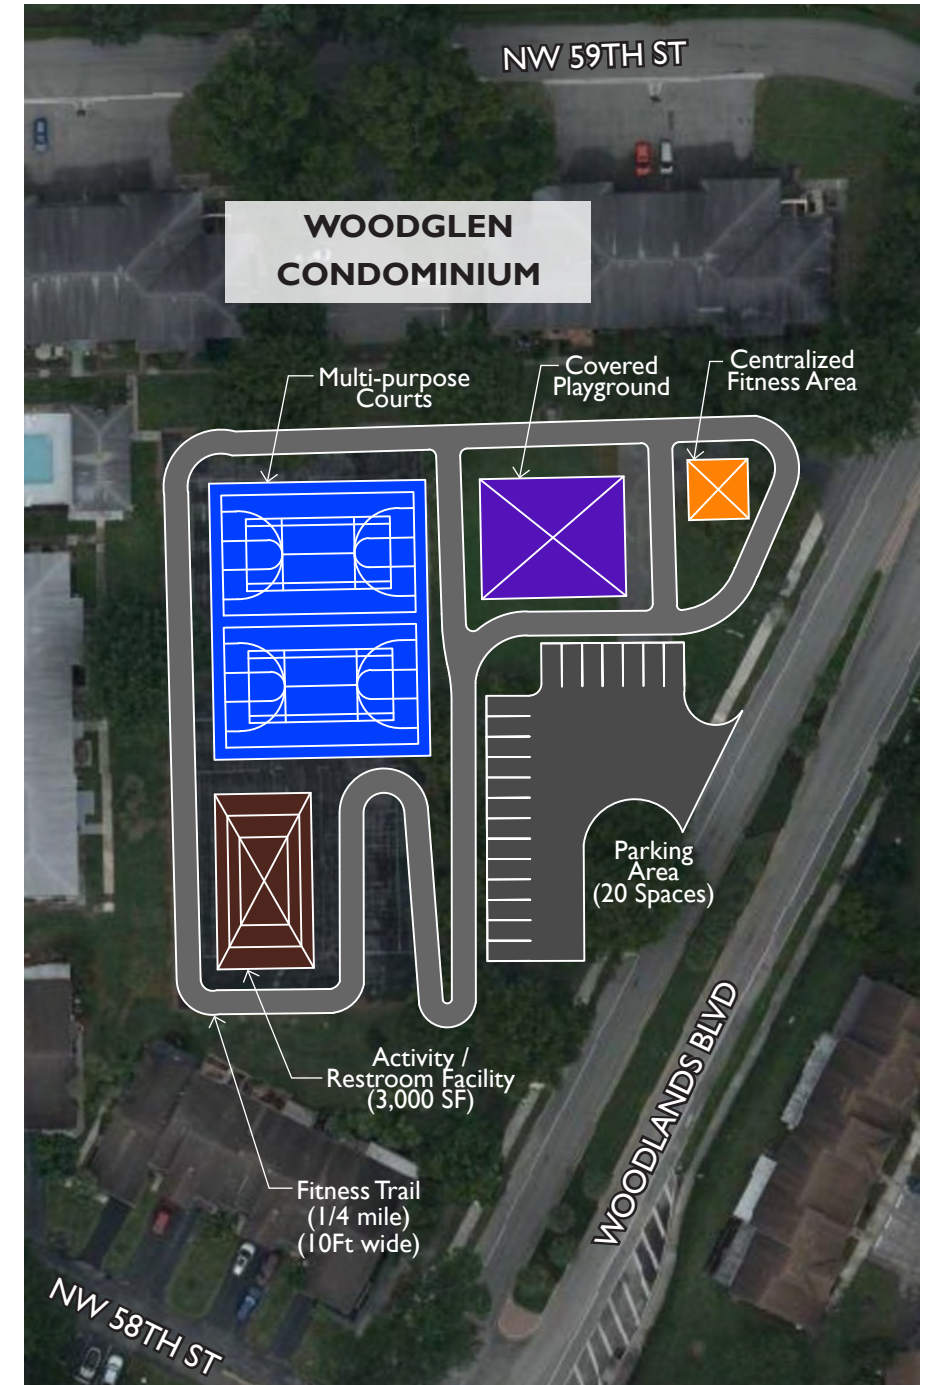 NW 59TH ST
WOODGLEN
CONDOMINIUM
Multi-purpose
Courts
Covered
Playground
Centralized
Fitness Area
Parking
Area
(20 Spaces)
WOODLANDS BLVD
Activity /
Restroom Facility
(3,000 SF)
Fitness Trail
(1/4 mile)
(10Ft wide)
NW 58TH ST